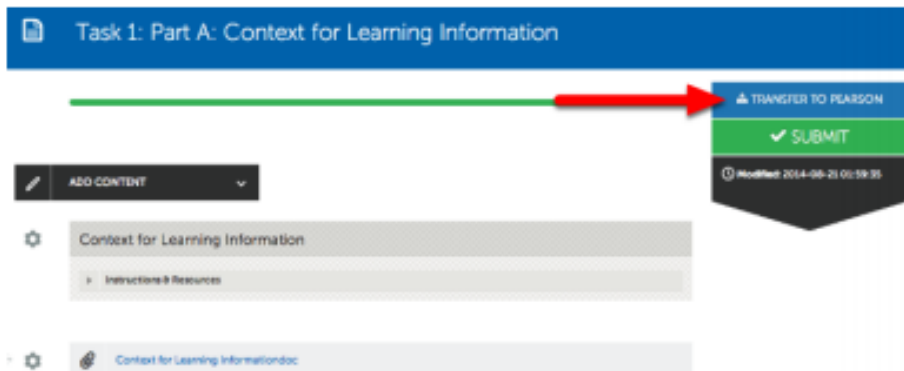 Task 1: Part A: Context for Learning Information
TRANSFER TO PEARSON
SUBMIT
Modified: 2014-08-21 01:59:35
ADD CONTENT
Context for Learning Information
Instructions & Resources
Context for Learning Information.doc